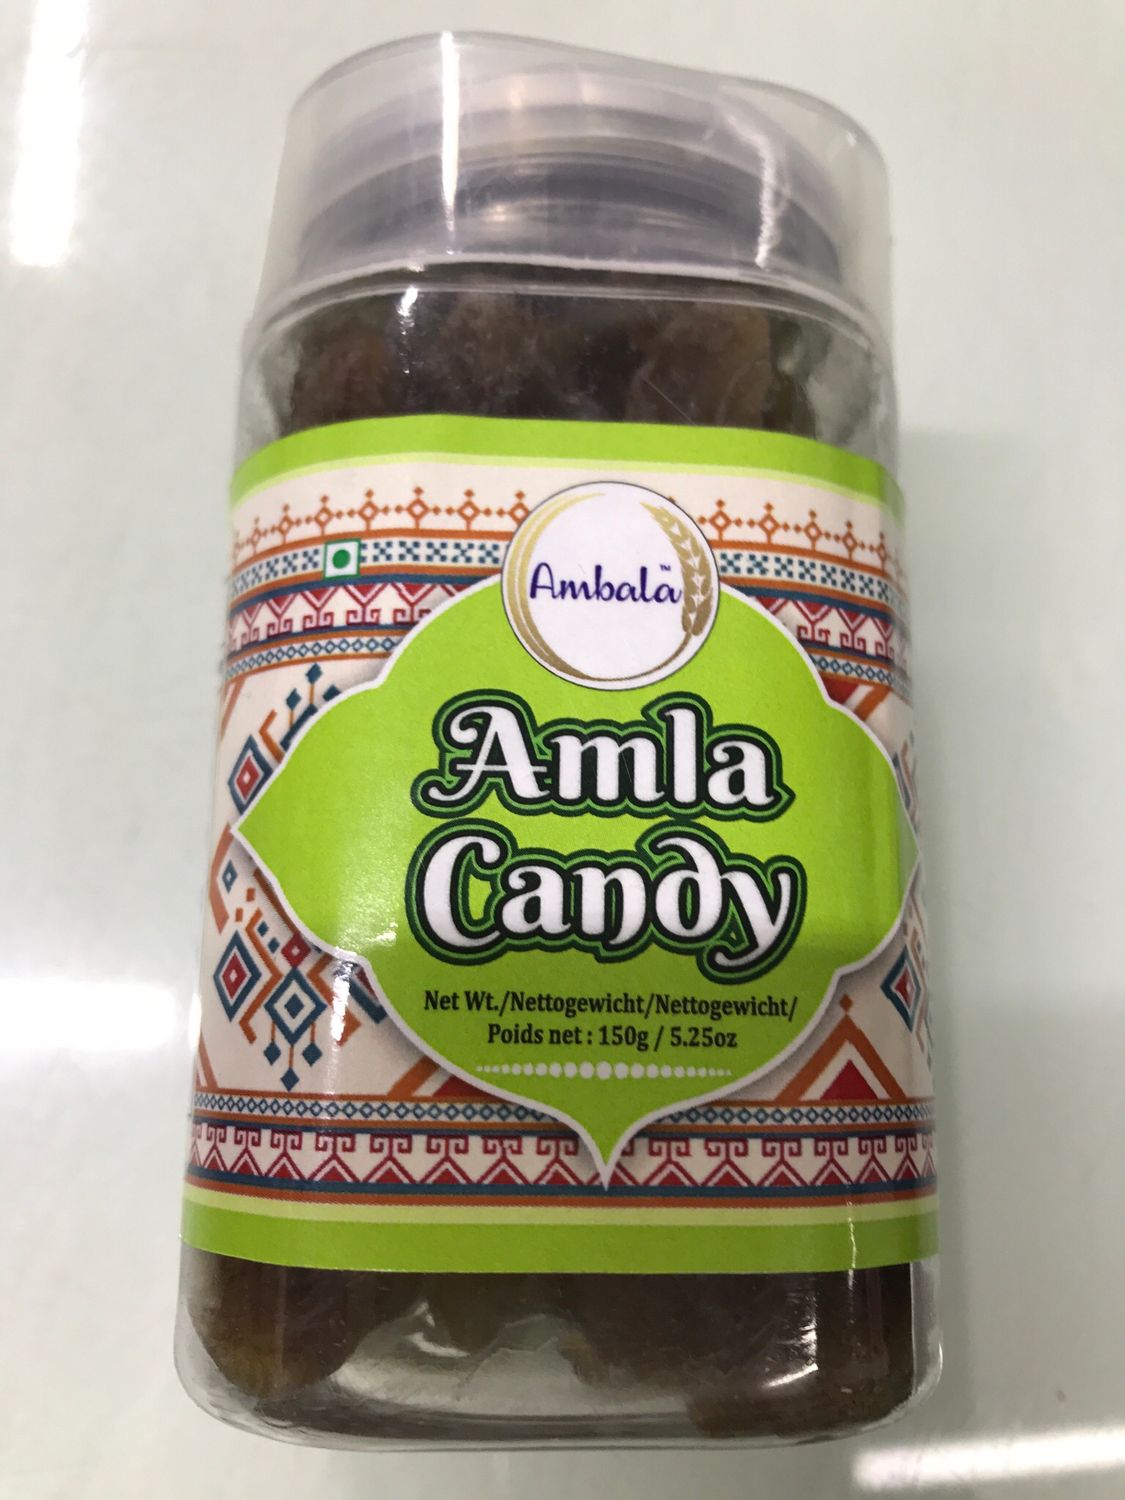 Ambala™
Amla
Candy
Net Wt./Nettogewicht/Nettogewicht/
Poids net : 150g / 5.25oz